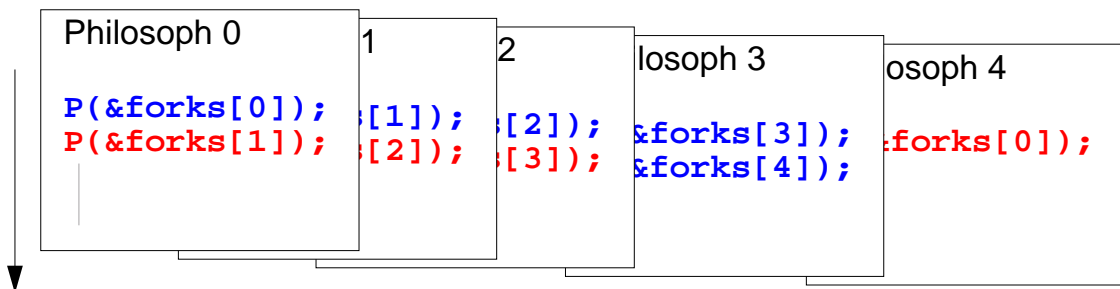 Philosoph 0
P(&forks[0]);
P(&forks[1]);
1
s[1]);
s[2]);
2
s[2]);
s[3]);
losoph 3
&forks[3]);
&forks[4]);
osoph 4
&forks[0]);